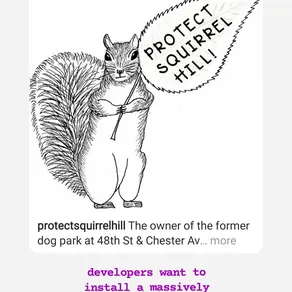 PROTECT
SQUIRREL
HILL!
protectsquirrelhill The owner of the former
dog park at 48th St & Chester Av... more
developers want to
install a massively